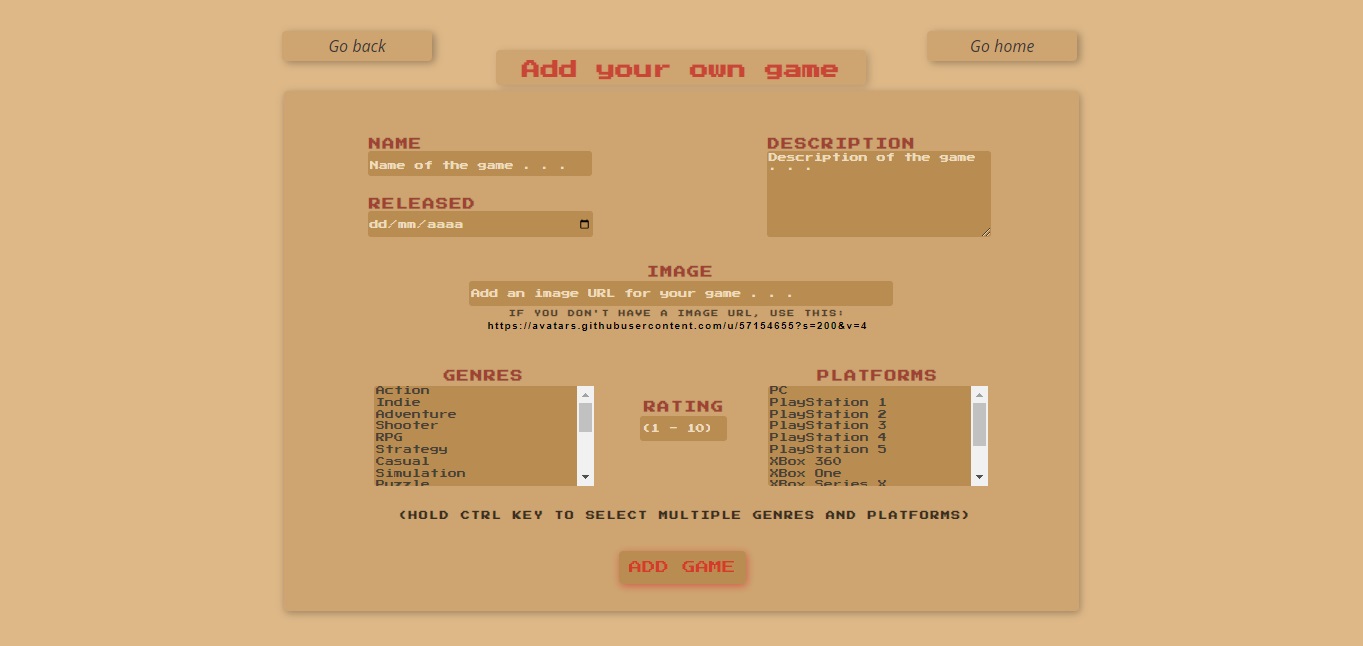 Go back
Go home
Add your own game
NAME
Name of the game . . .
DESCRIPTION
Description of the game
. . .
RELEASED
dd/mm/aaaa
IMAGE
Add an image URL for your game . . .
IF YOU DON'T HAVE A IMAGE URL, USE THIS:
https://avatars.githubusercontent.com/u/57154655?s=200&v=4
GENRES
Action
Indie
Adventure
Shooter
RPG
Strategy
Casual
Simulation
Puzzle
RATING
(1 - 10)
PLATFORMS
PC
PlayStation 1
PlayStation 2
PlayStation 3
PlayStation 4
PlayStation 5
XBox 360
XBox One
XBox Series X
(HOLD CTRL KEY TO SELECT MULTIPLE GENRES AND PLATFORMS)
ADD GAME